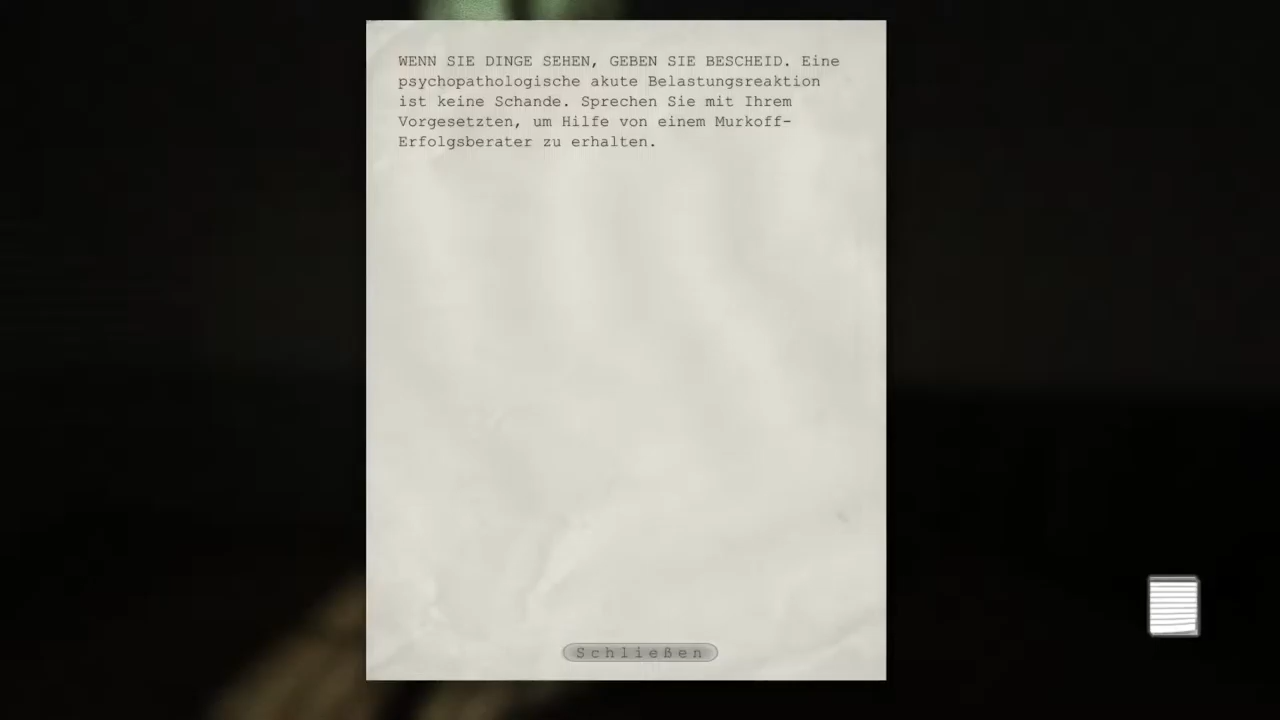 WENN SIE DINGE SEHEN, GEBEN SIE BESCHEID. Eine
psychopathologische akute Belastungsreaktion
ist keine Schande. Sprechen Sie mit Ihrem
Vorgesetzten, um Hilfe von einem Murkoff-
Erfolgsberater zu erhalten.
Schließen